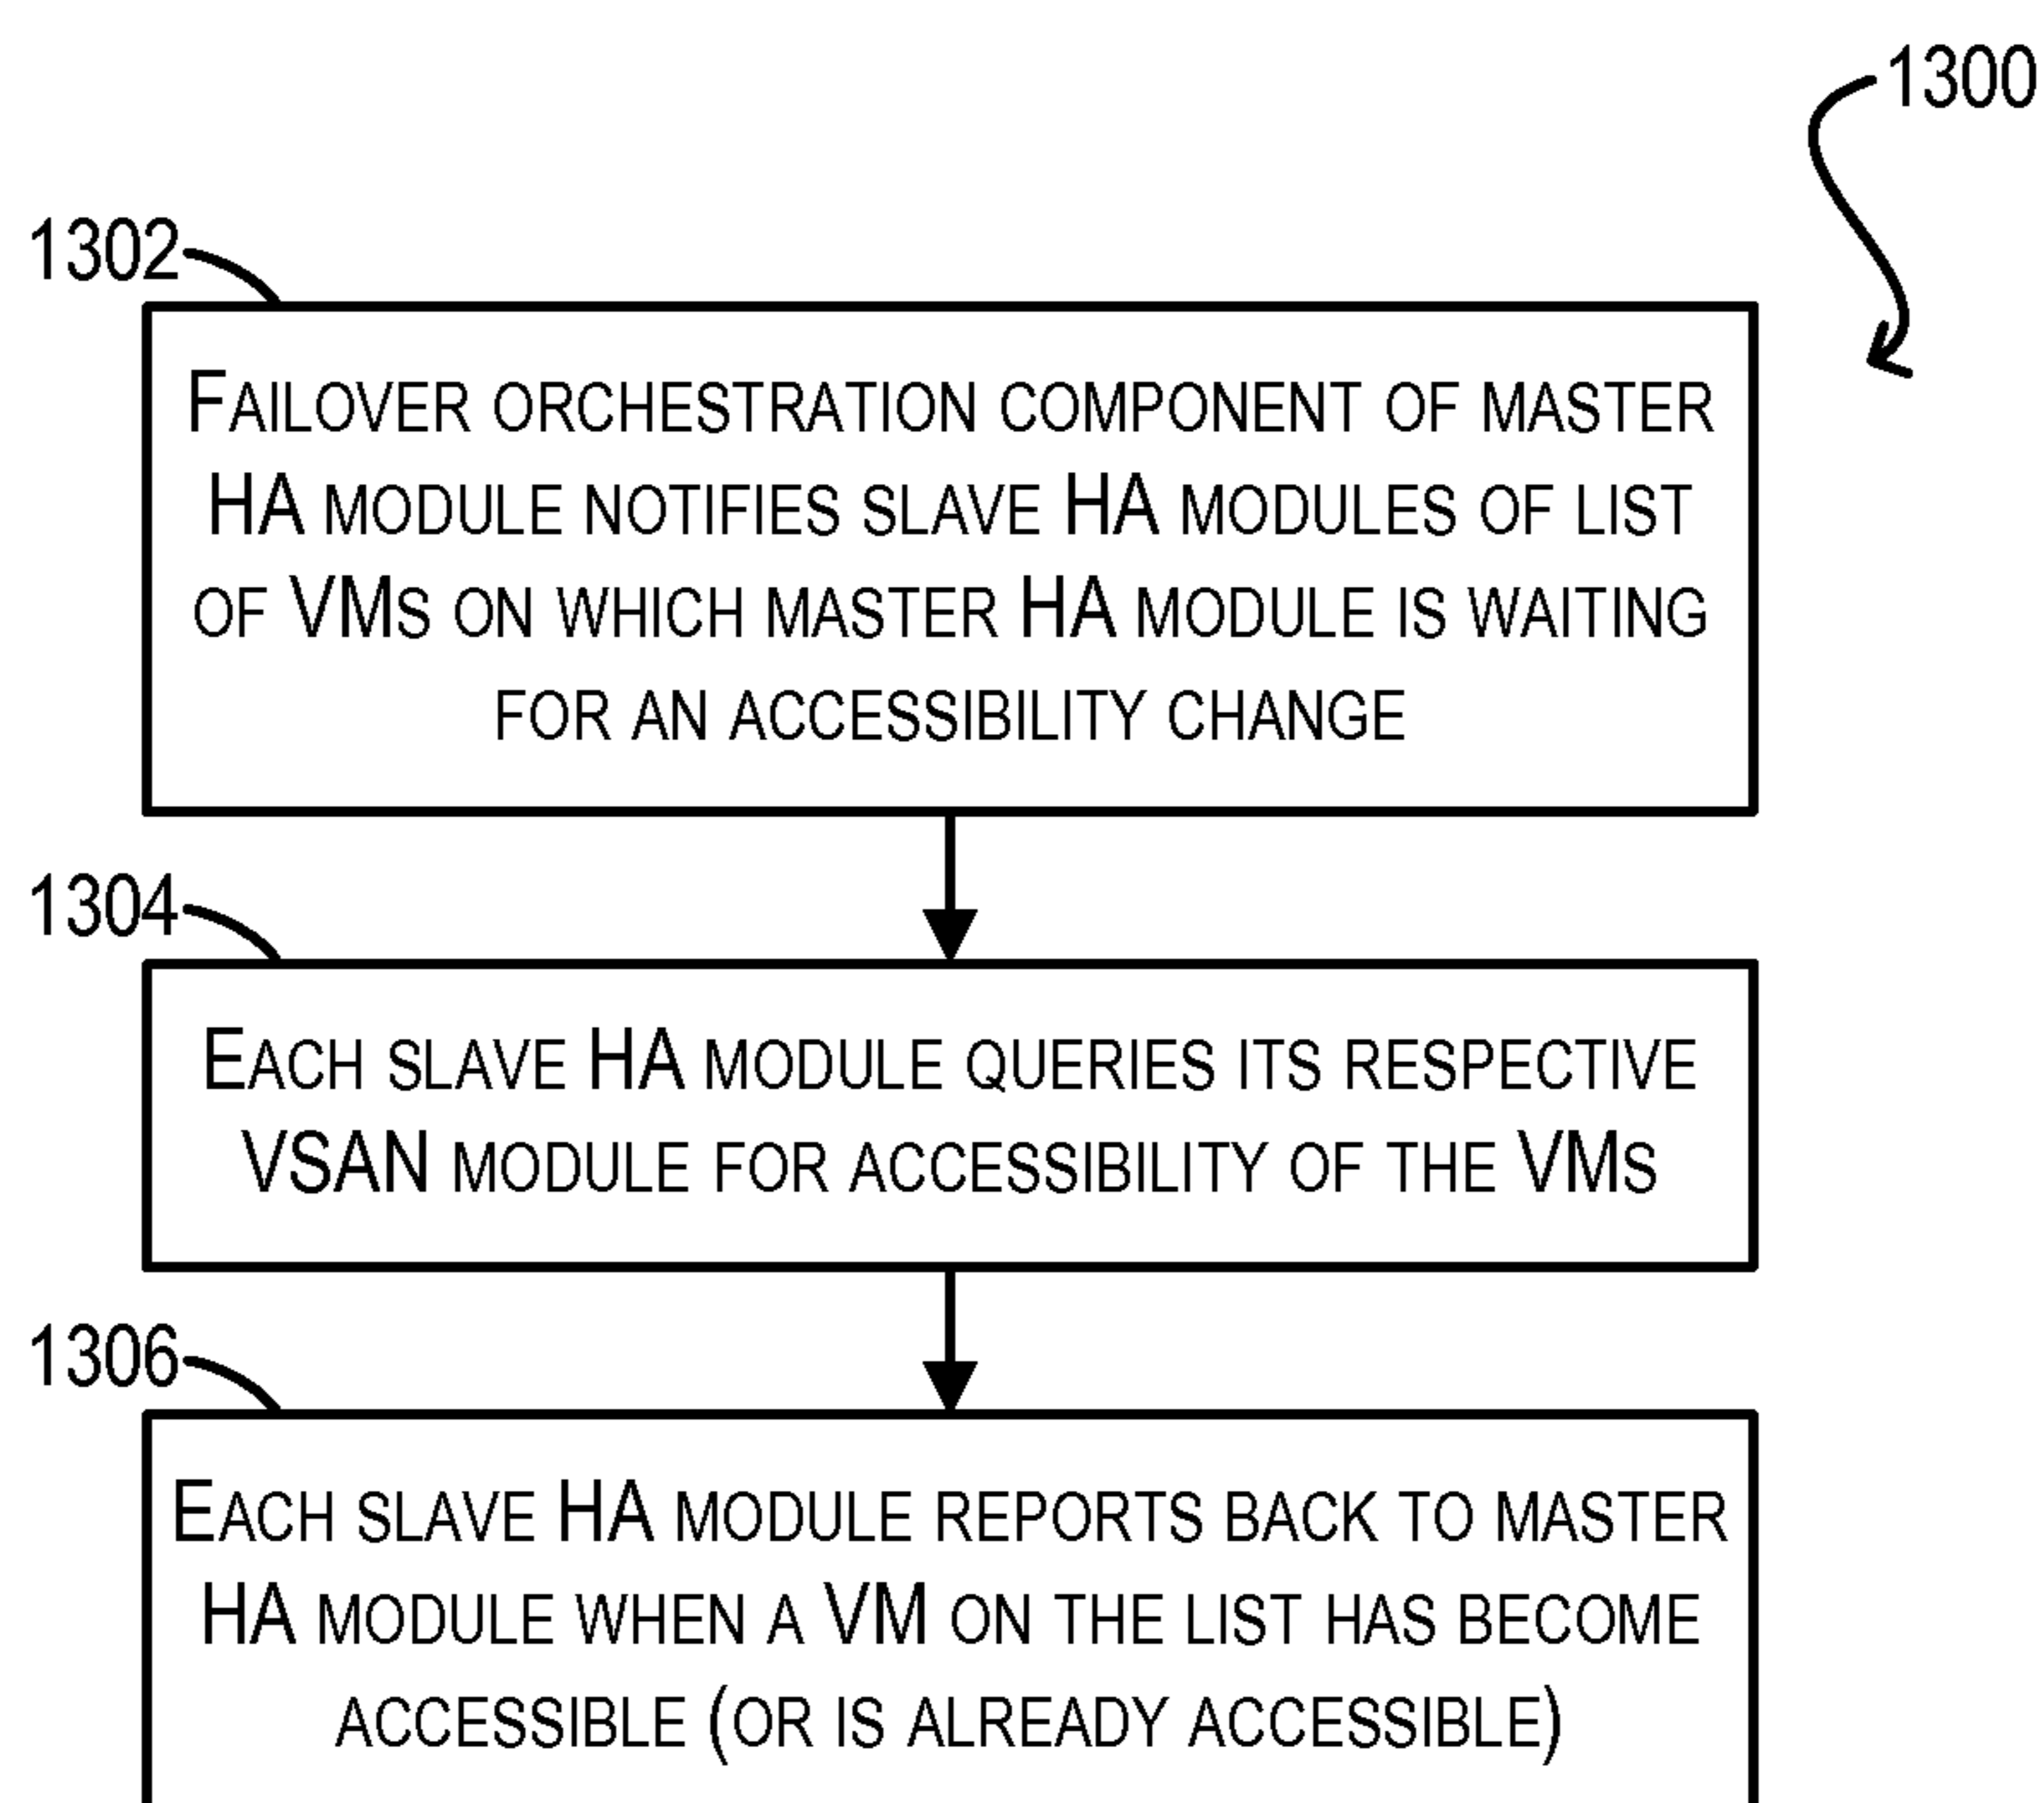 1300
1302
FAILOVER ORCHESTRATION COMPONENT OF MASTER
HA MODULE NOTIFIES SLAVE HA MODULES OF LIST
OF VMS ON WHICH MASTER HA MODULE IS WAITING
FOR AN ACCESSIBILITY CHANGE
1304
EACH SLAVE HA MODULE QUERIES ITS RESPECTIVE
VSAN MODULE FOR ACCESSIBILITY OF THE VMS
1306
EACH SLAVE HA MODULE REPORTS BACK TO MASTER
HA MODULE WHEN A VM ON THE LIST HAS BECOME
ACCESSIBLE (OR IS ALREADY ACCESSIBLE)